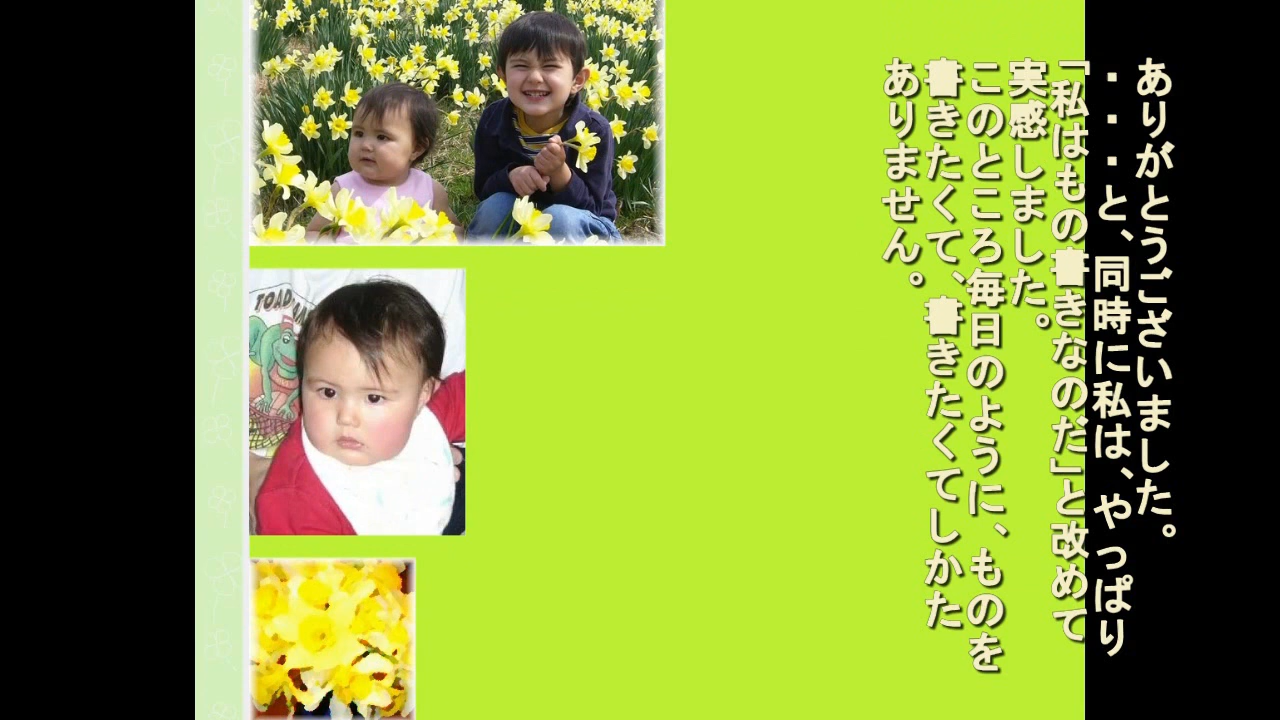 ありがとうございました。
・・・と、同時に私は、やっぱり
「私はもの書きなのだ」と改めて
実感しました。
このところ毎日のように、ものを
書きたくて、書きたくてしかた
ありません。
TOAD